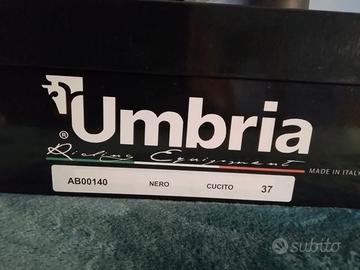 Umbria
®
Riding Equipment
MADE IN ITALY
AB00140 NERO CUCITO 37
subito